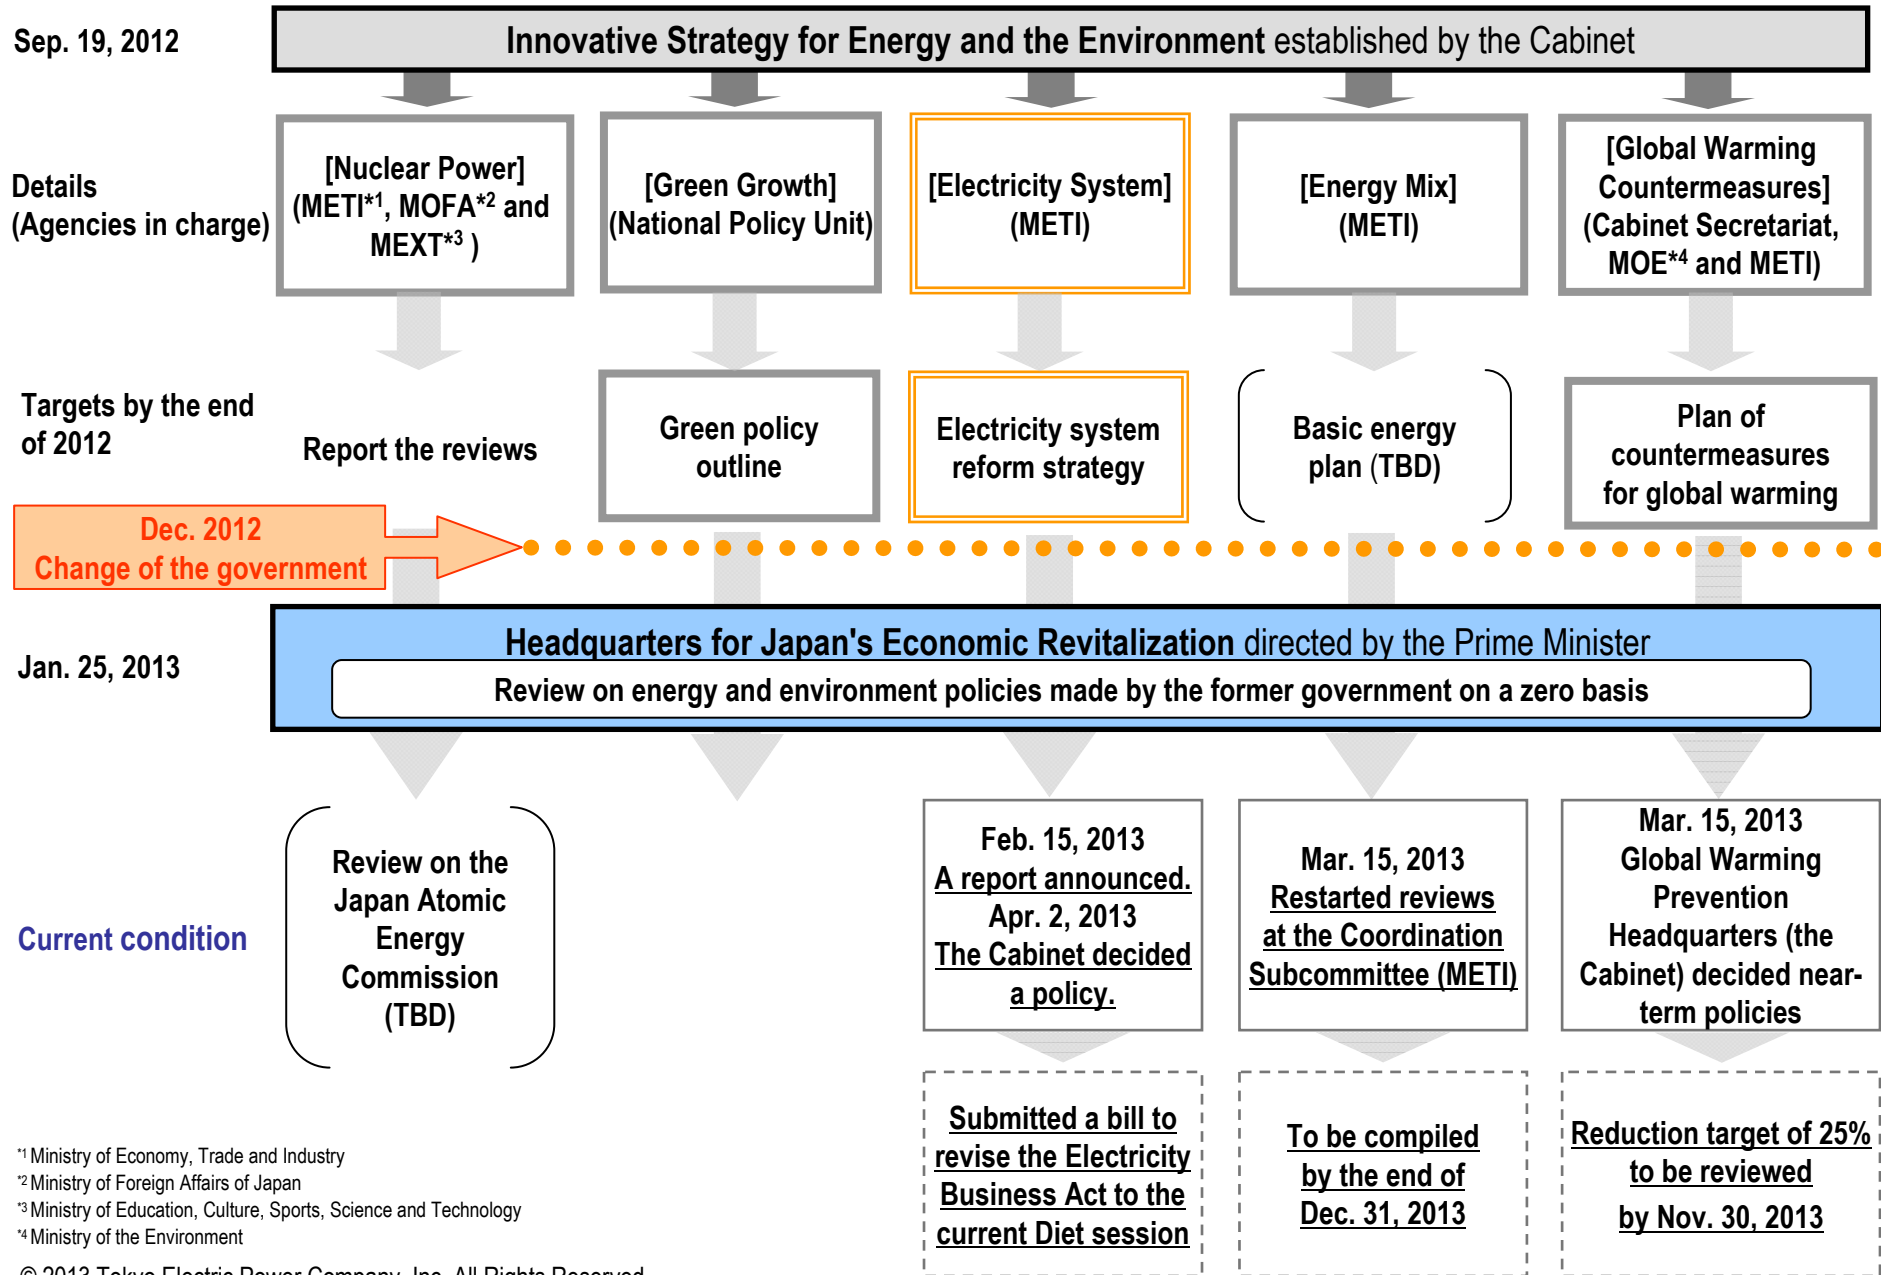 Sep. 19, 2012
Innovative Strategy for Energy and the Environment established by the Cabinet
Details
(Agencies in charge)
[Nuclear Power]
(METI*1, MOFA*2 and
MEXT*3 )
[Green Growth]
(National Policy Unit)
[Electricity System]
(METI)
[Energy Mix]
(METI)
[Global Warming
Countermeasures]
(Cabinet Secretariat,
MOE*4 and METI)
Targets by the end
of 2012
Report the reviews
Green policy
outline
Electricity system
reform strategy
Basic energy
plan (TBD)
Plan of
countermeasures
for global warming
Dec. 2012
Change of the government
Jan. 25, 2013
Headquarters for Japan's Economic Revitalization directed by the Prime Minister
Review on energy and environment policies made by the former government on a zero basis
Current condition
Review on the
Japan Atomic
Energy
Commission
(TBD)
Feb. 15, 2013
A report announced.
Apr. 2, 2013
The Cabinet decided
a policy.
Mar. 15, 2013
Restarted reviews
at the Coordination
Subcommittee (METI)
Mar. 15, 2013
Global Warming
Prevention
Headquarters (the
Cabinet) decided near-
term policies
Submitted a bill to
revise the Electricity
Business Act to the
current Diet session
To be compiled
by the end of
Dec. 31, 2013
Reduction target of 25%
to be reviewed
by Nov. 30, 2013
*1 Ministry of Economy, Trade and Industry
*2 Ministry of Foreign Affairs of Japan
*3 Ministry of Education, Culture, Sports, Science and Technology
*4 Ministry of the Environment
© 2013 Tokyo Electric Power Company, Inc. All Rights Reserved